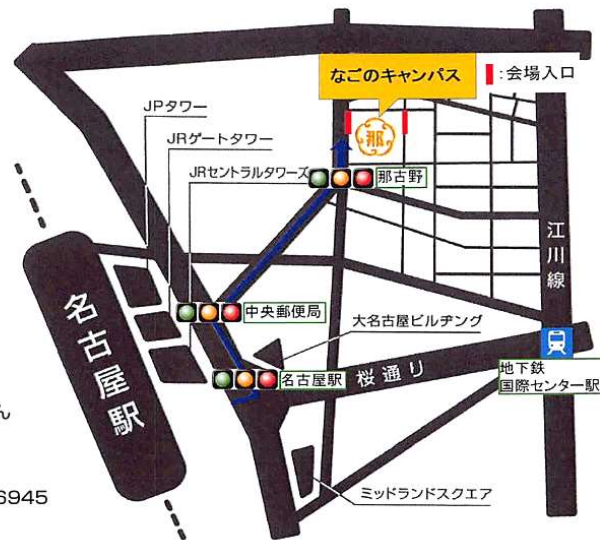 なごのキャンパス
:会場入口
JPタワー
那
JRゲートタワー
JRセントラルタワーズ
那古野
江川線
名古屋駅
中央郵便局
大名古屋ビルヂング
名古屋駅
桜通り
地下鉄
国際センター駅
ん
6945
ミッドランドスクエア